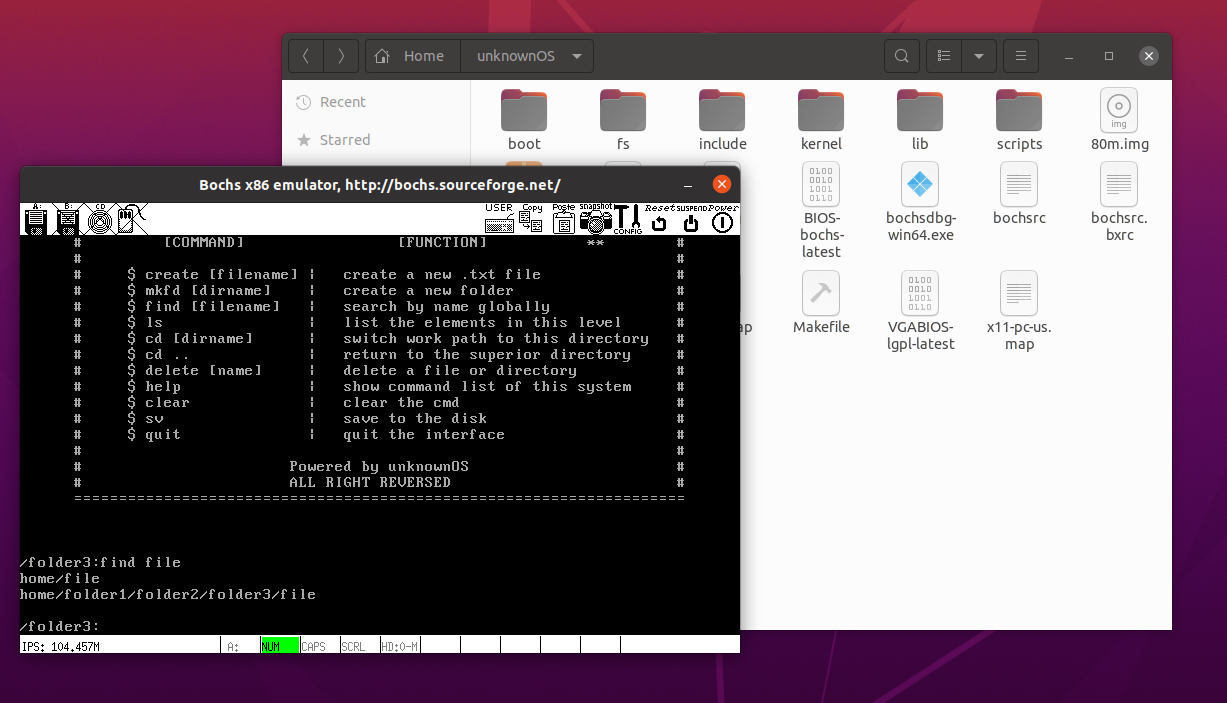 Home
unknownOS
Recent
Starred
boot
fs
include
kernel
lib
scripts
img
80m.img
BIOS-
bochs-
latest
bochsdbg-
win64.exe
bochsrc
bochsrc.
bxrc
Makefile
VGABIOS-
lgpl-latest
x11-pc-us.
map
Bochs x86 emulator, http://bochs.sourceforge.net/
A:
B:
CD
USER
Copy
Paste
snapshot
CONFIG
Reset
SUSPEND
Power
# [COMMAND] [FUNCTION] ** #
# #
# $ create [filename] | create a new .txt file #
# $ mkfd [dirname] | create a new folder #
# $ find [filename] | search by name globally #
# $ ls | list the elements in this level #
# $ cd [dirname] | switch work path to this directory #
# $ cd .. | return to the superior directory #
# $ delete [name] | delete a file or directory #
# $ help | show command list of this system #
# $ clear | clear the cmd #
# $ sv | save to the disk #
# $ quit | quit the interface #
# #
# Powered by unknownOS #
# ALL RIGHT REVERSED #
====================================================================
/folder3:find file
home/file
home/folder1/folder2/folder3/file
/folder3:
IPS: 104.457M
A:
NUM
CAPS
SCRL
HD:0-M